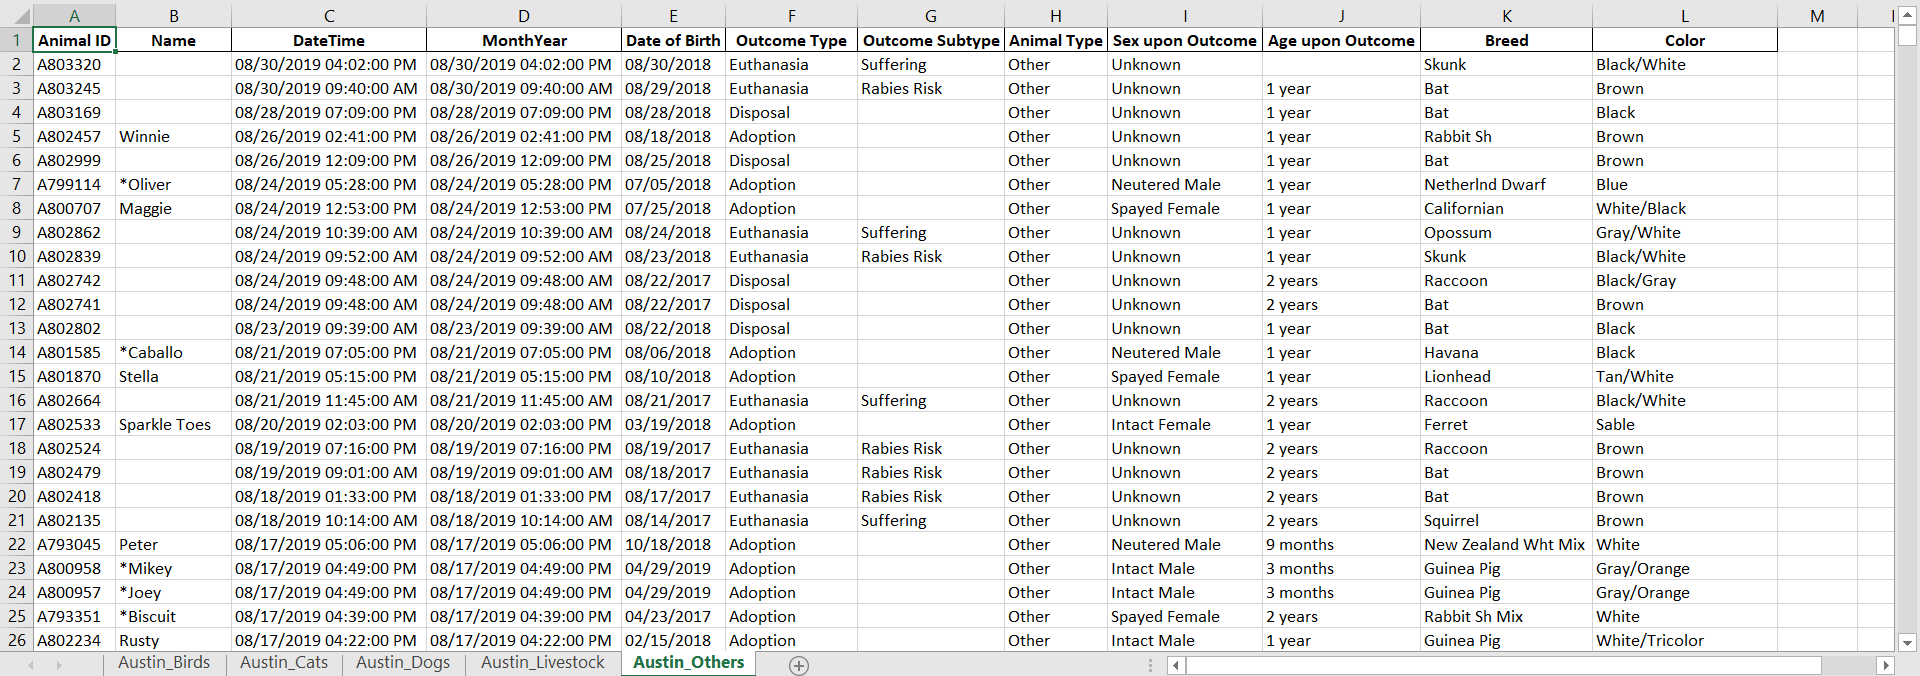 A B C D E F G H I J K L M
1 Animal ID Name DateTime MonthYear Date of Birth Outcome Type Outcome Subtype Animal Type Sex upon Outcome Age upon Outcome Breed Color
2 A803320 08/30/2019 04:02:00 PM 08/30/2019 04:02:00 PM 08/30/2018 Euthanasia Suffering Other Unknown Skunk Black/White
3 A803245 08/30/2019 09:40:00 AM 08/30/2019 09:40:00 AM 08/29/2018 Euthanasia Rabies Risk Other Unknown 1 year Bat Brown
4 A803169 08/28/2019 07:09:00 PM 08/28/2019 07:09:00 PM 08/28/2018 Disposal Other Unknown 1 year Bat Black
5 A802457 Winnie 08/26/2019 02:41:00 PM 08/26/2019 02:41:00 PM 08/18/2018 Adoption Other Unknown 1 year Rabbit Sh Brown
6 A802999 08/26/2019 12:09:00 PM 08/26/2019 12:09:00 PM 08/25/2018 Disposal Other Unknown 1 year Bat Brown
7 A799114 *Oliver 08/24/2019 05:28:00 PM 08/24/2019 05:28:00 PM 07/05/2018 Adoption Other Neutered Male 1 year Netherlnd Dwarf Blue
8 A800707 Maggie 08/24/2019 12:53:00 PM 08/24/2019 12:53:00 PM 07/25/2018 Adoption Other Spayed Female 1 year Californian White/Black
9 A802862 08/24/2019 10:39:00 AM 08/24/2019 10:39:00 AM 08/24/2018 Euthanasia Suffering Other Unknown 1 year Opossum Gray/White
10 A802839 08/24/2019 09:52:00 AM 08/24/2019 09:52:00 AM 08/23/2018 Euthanasia Rabies Risk Other Unknown 1 year Skunk Black/White
11 A802742 08/24/2019 09:48:00 AM 08/24/2019 09:48:00 AM 08/22/2017 Disposal Other Unknown 2 years Raccoon Black/Gray
12 A802741 08/24/2019 09:48:00 AM 08/24/2019 09:48:00 AM 08/22/2017 Disposal Other Unknown 2 years Bat Brown
13 A802802 08/23/2019 09:39:00 AM 08/23/2019 09:39:00 AM 08/22/2018 Disposal Other Unknown 1 year Bat Black
14 A801585 *Caballo 08/21/2019 07:05:00 PM 08/21/2019 07:05:00 PM 08/06/2018 Adoption Other Neutered Male 1 year Havana Black
15 A801870 Stella 08/21/2019 05:15:00 PM 08/21/2019 05:15:00 PM 08/10/2018 Adoption Other Spayed Female 1 year Lionhead Tan/White
16 A802664 08/21/2019 11:45:00 AM 08/21/2019 11:45:00 AM 08/21/2017 Euthanasia Suffering Other Unknown 2 years Raccoon Black/White
17 A802533 Sparkle Toes 08/20/2019 02:03:00 PM 08/20/2019 02:03:00 PM 03/19/2018 Adoption Other Intact Female 1 year Ferret Sable
18 A802524 08/19/2019 07:16:00 PM 08/19/2019 07:16:00 PM 08/19/2017 Euthanasia Rabies Risk Other Unknown 2 years Raccoon Brown
19 A802479 08/19/2019 09:01:00 AM 08/19/2019 09:01:00 AM 08/18/2017 Euthanasia Rabies Risk Other Unknown 2 years Bat Brown
20 A802418 08/18/2019 01:33:00 PM 08/18/2019 01:33:00 PM 08/17/2017 Euthanasia Rabies Risk Other Unknown 2 years Bat Brown
21 A802135 08/18/2019 10:14:00 AM 08/18/2019 10:14:00 AM 08/14/2017 Euthanasia Suffering Other Unknown 2 years Squirrel Brown
22 A793045 Peter 08/17/2019 05:06:00 PM 08/17/2019 05:06:00 PM 10/18/2018 Adoption Other Neutered Male 9 months New Zealand Wht Mix White
23 A800958 *Mikey 08/17/2019 04:49:00 PM 08/17/2019 04:49:00 PM 04/29/2019 Adoption Other Intact Male 3 months Guinea Pig Gray/Orange
24 A800957 *Joey 08/17/2019 04:49:00 PM 08/17/2019 04:49:00 PM 04/29/2019 Adoption Other Intact Male 3 months Guinea Pig Gray/Orange
25 A793351 *Biscuit 08/17/2019 04:39:00 PM 08/17/2019 04:39:00 PM 04/23/2017 Adoption Other Spayed Female 2 years Rabbit Sh Mix White
26 A802234 Rusty 08/17/2019 04:22:00 PM 08/17/2019 04:22:00 PM 02/15/2018 Adoption Other Intact Male 1 year Guinea Pig White/Tricolor
Austin_Birds Austin_Cats Austin_Dogs Austin_Livestock Austin_Others